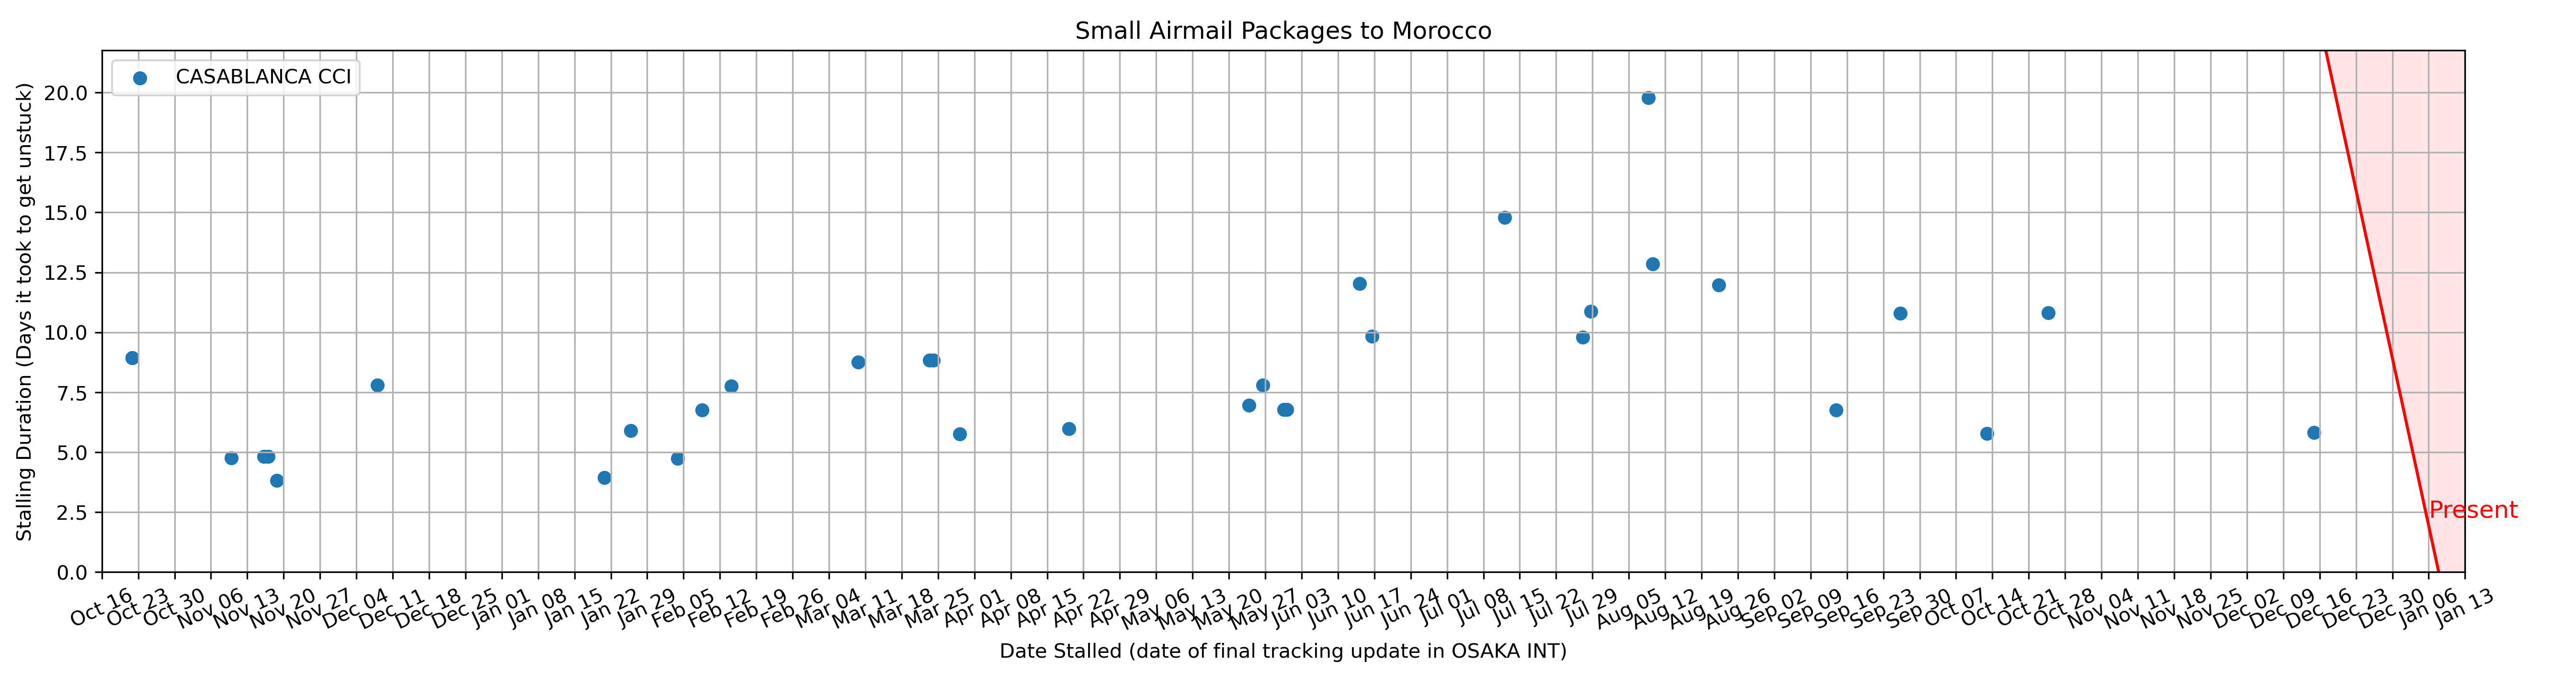 Small Airmail Packages to Morocco
CASABLANCA CCI
Stalling Duration (Days it took to get unstuck)
20.0
17.5
15.0
12.5
10.0
7.5
5.0
2.5
0.0
Present
Oct 16
Oct 23
Oct 30
Nov 06
Nov 13
Nov 20
Nov 27
Dec 04
Dec 11
Dec 18
Dec 25
Jan 01
Jan 08
Jan 15
Jan 22
Jan 29
Feb 05
Feb 12
Feb 19
Feb 26
Mar 04
Mar 11
Mar 18
Mar 25
Apr 01
Apr 08
Apr 15
Apr 22
Apr 29
May 06
May 13
May 20
May 27
Jun 03
Jun 10
Jun 17
Jun 24
Jul 01
Jul 08
Jul 15
Jul 22
Jul 29
Aug 05
Aug 12
Aug 19
Aug 26
Sep 02
Sep 09
Sep 16
Sep 23
Sep 30
Oct 07
Oct 14
Oct 21
Oct 28
Nov 04
Nov 11
Nov 18
Nov 25
Dec 02
Dec 09
Dec 16
Dec 23
Dec 30
Jan 06
Jan 13
Date Stalled (date of final tracking update in OSAKA INT)